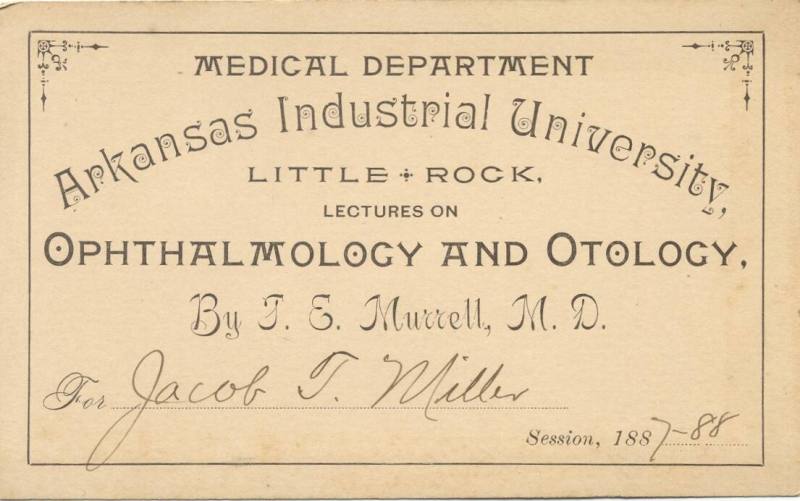 MEDICAL DEPARTMENT
Arkansas Industrial University,
LITTLE ROCK,
LECTURES ON
OPHTHALMOLOGY AND OTOLOGY,
By T. E. Murrell, M. D.
For Jacob T. Miller
Session, 1887-88